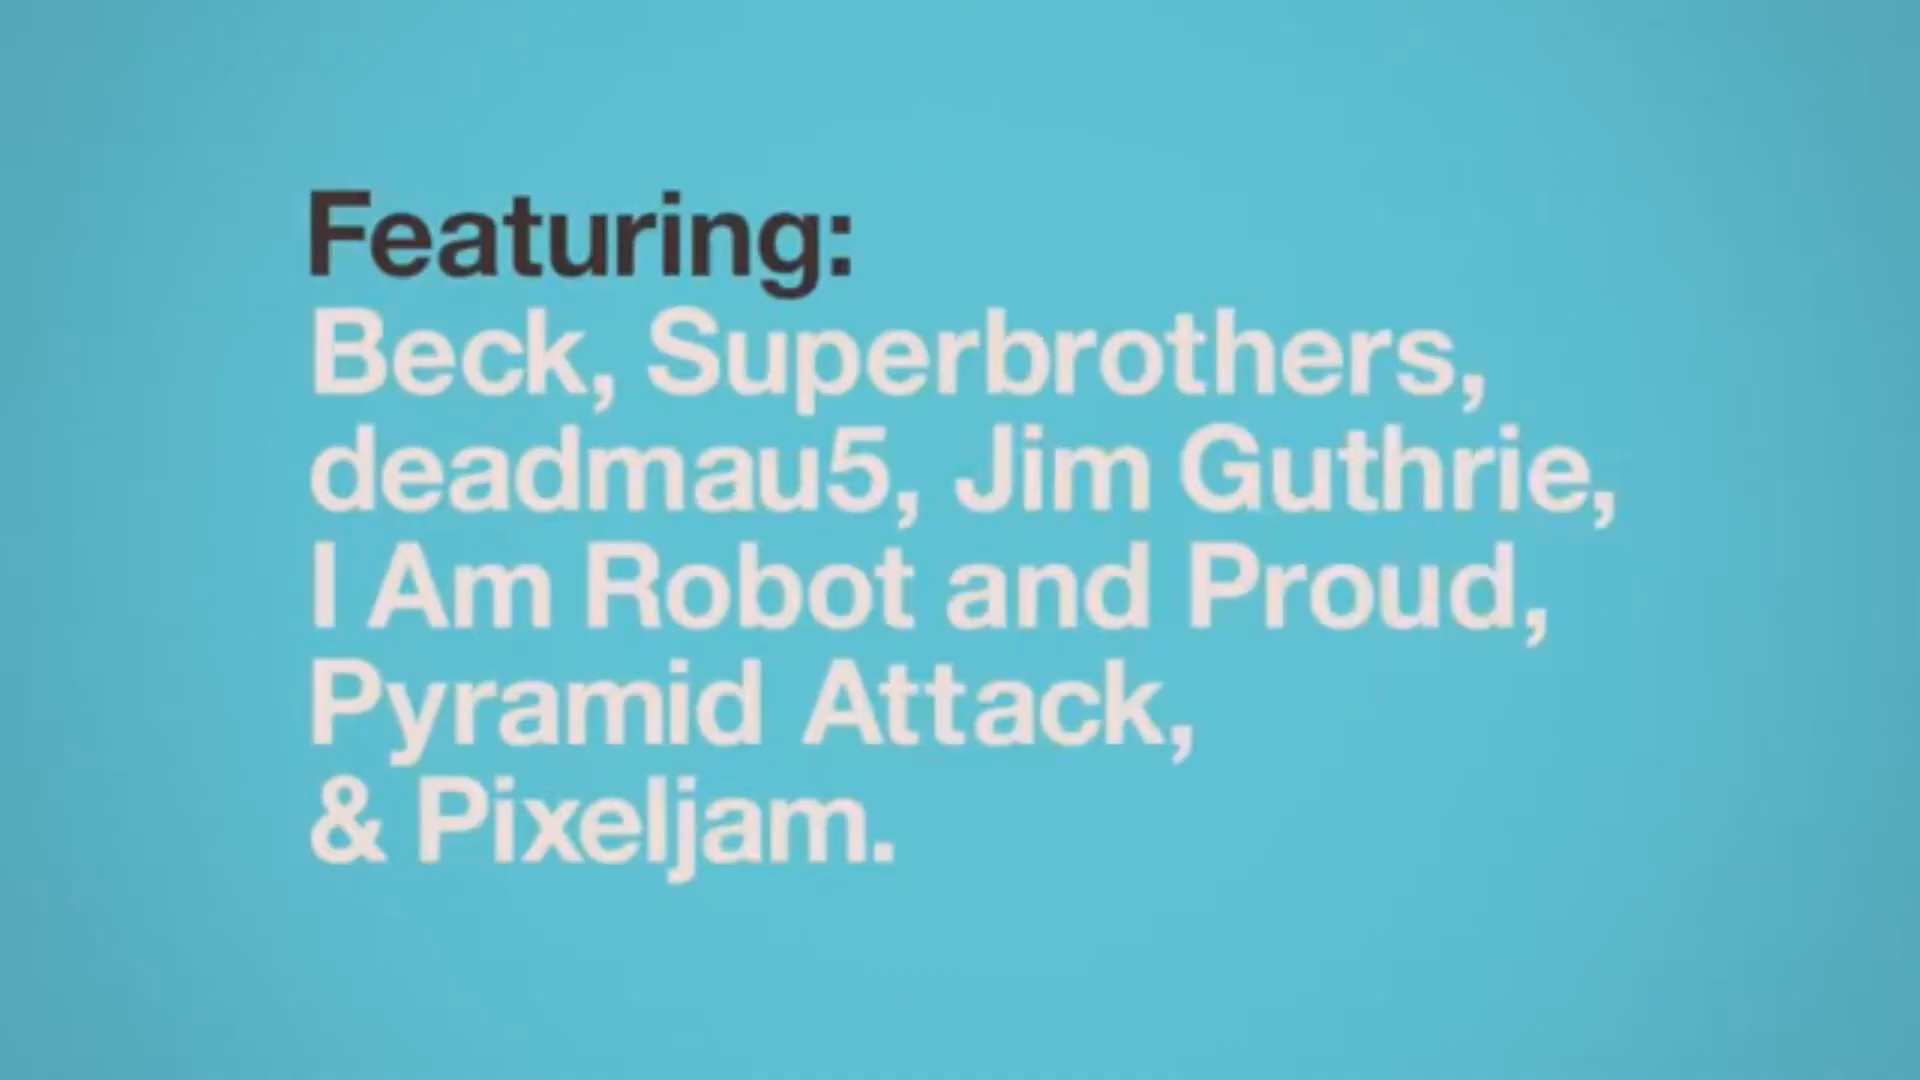 Featuring:
Beck, Superbrothers,
deadmau5, Jim Guthrie,
I Am Robot and Proud,
Pyramid Attack,
& Pixeljam.